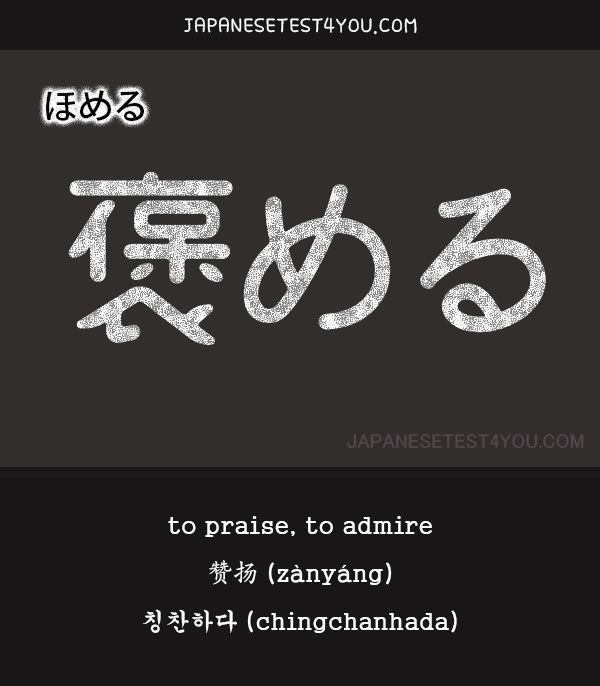 JAPANESETEST4YOU.COM
ほめる
褒める
JAPANESETEST4YOU.COM
to praise, to admire
赞扬 (zànyáng)
칭찬하다 (chingchanhada)